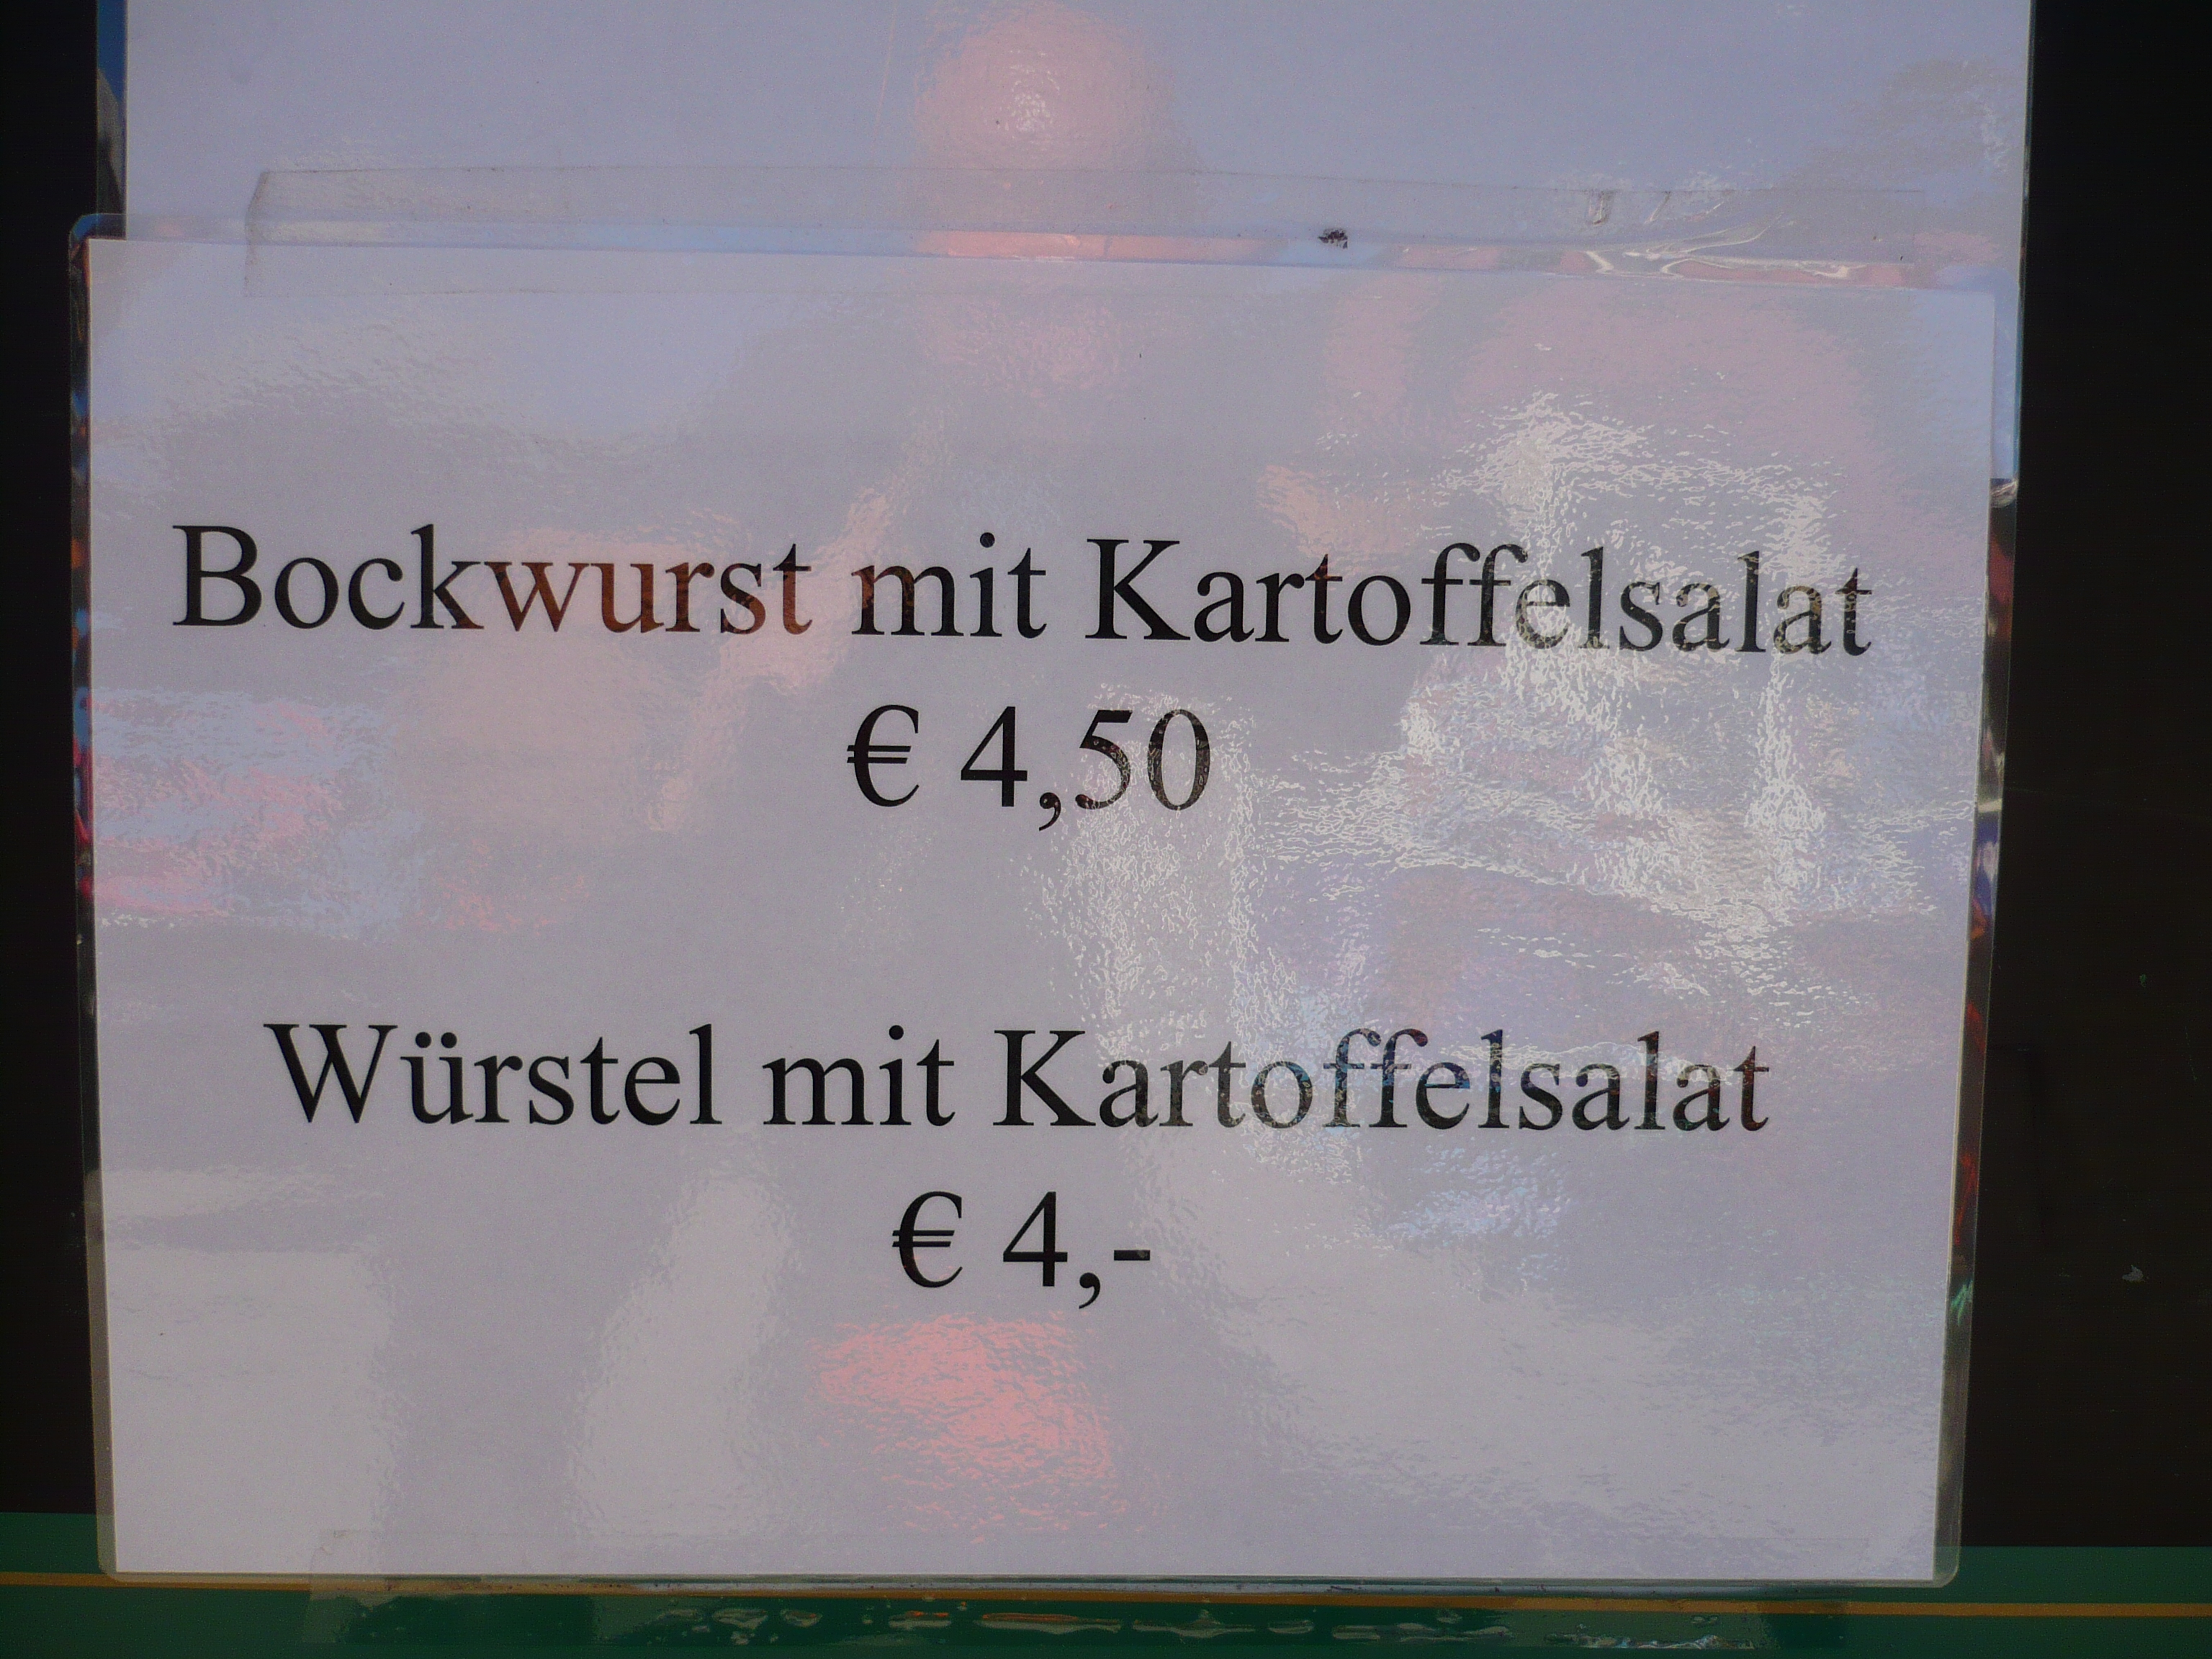 Bockwurst mit Kartoffelsalat
€ 4,50
Würstel mit Kartoffelsalat
€ 4,-